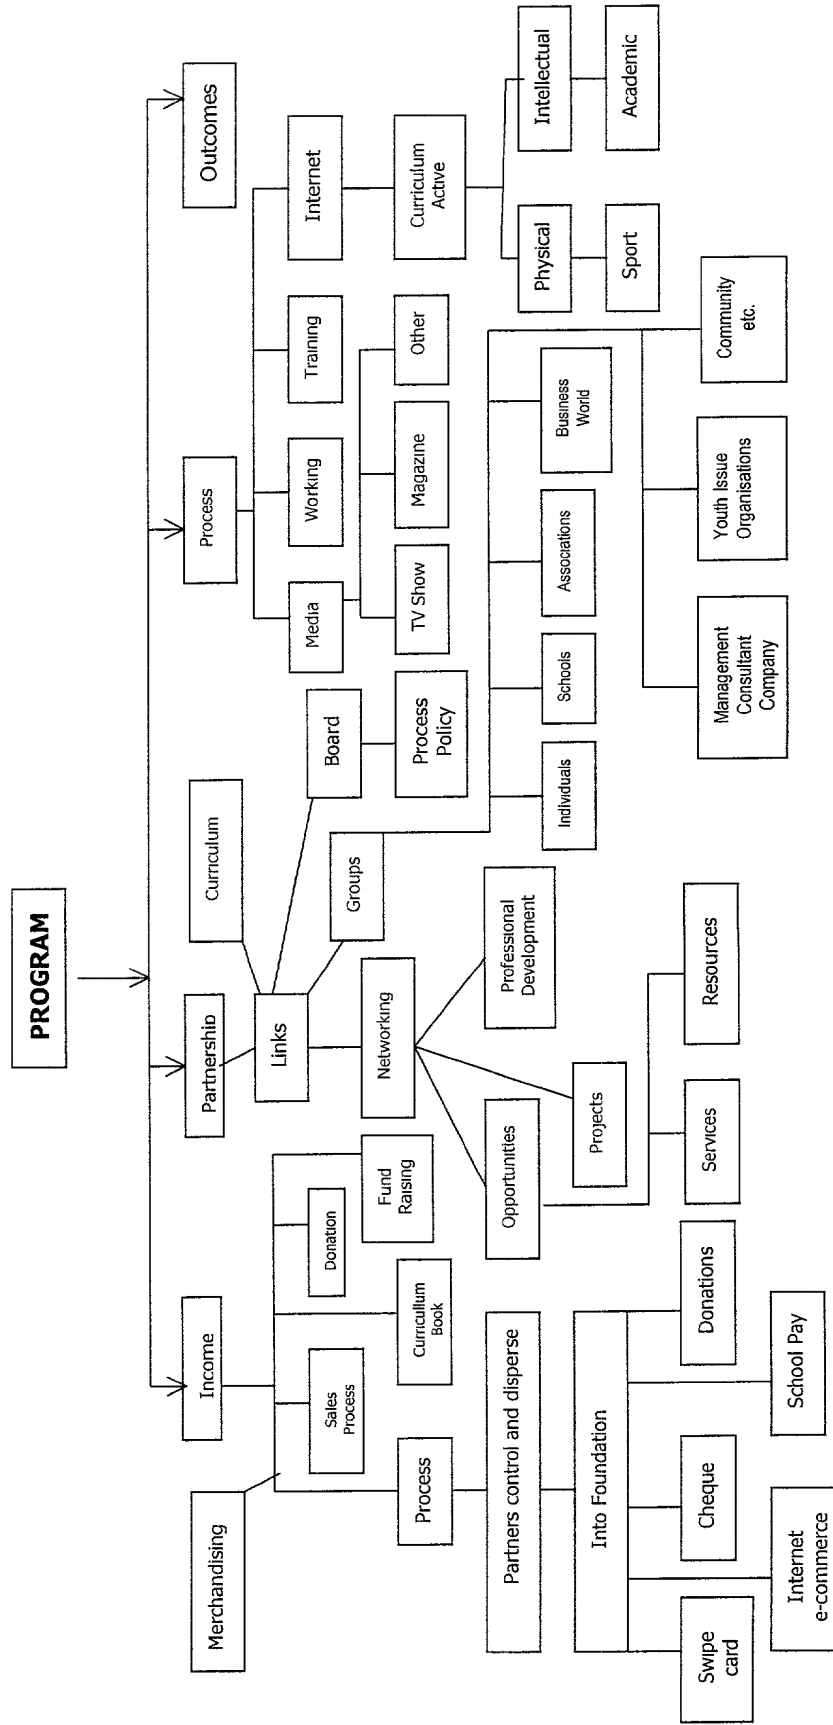 PROGRAM
Income
Partnership
Process
Outcomes
Merchandising
Sales
Process
Donation
Curricullum
Book
Fund
Raising
Process
Partners control and disperse
Into Foundation
Swipe
card
Internet
e-commerce
Cheque
School Pay
Donations
Links
Curriculum
Board
Process
Policy
Groups
Networking
Opportunities
Projects
Professional
Development
Services
Resources
Individuals
Schools
Associations
Business
World
Management
Consultant
Company
Youth Issue
Organisations
Community
etc.
Media
Working
Training
Internet
TV Show
Magazine
Other
Curriculum
Active
Physical
Intellectual
Sport
Academic